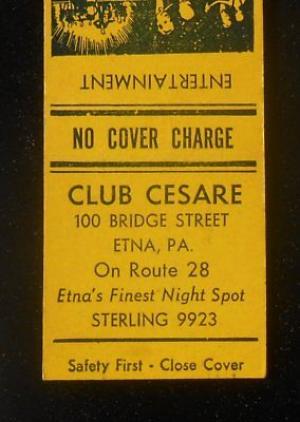 ENTERTAINMENT
NO COVER CHARGE
CLUB CESARE
100 BRIDGE STREET
ETNA, PA.
On Route 28
Etna's Finest Night Spot
STERLING 9923
Safety First - Close Cover